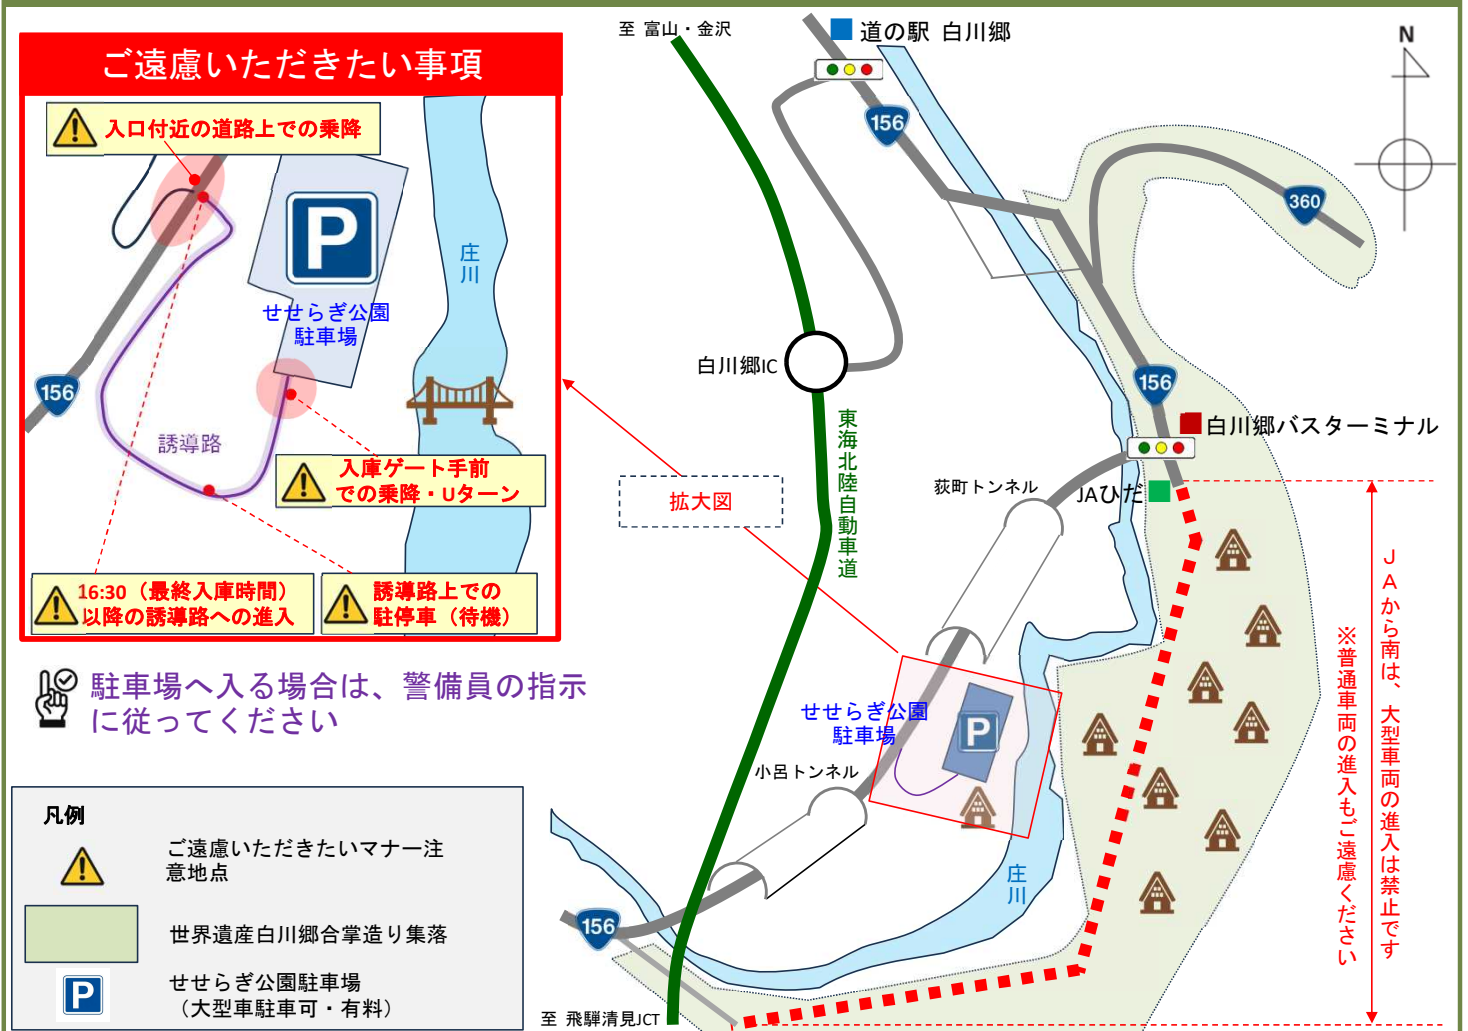 ご遠慮いただきたい事項
入口付近の道路上での乗降
P
せせらぎ公園
駐車場
庄川
156
誘導路
入庫ゲート手前
での乗降・Uターン
16:30（最終入庫時間）
以降の誘導路への進入
誘導路上での
駐停車（待機）
駐車場へ入る場合は、警備員の指示
に従ってください
凡例
ご遠慮いただきたいマナー注
意地点
世界遺産白川郷合掌造り集落
P
せせらぎ公園駐車場
（大型車駐車可・有料）
至 富山・金沢
道の駅 白川郷
N
156
360
白川郷IC
156
東海北陸自動車道
白川郷バスターミナル
荻町トンネル
JAひだ
拡大図
せせらぎ公園
駐車場
P
小呂トンネル
庄川
156
至 飛騨清見JCT
JAから南は、大型車両の進入は禁止です
※普通車両の進入もご遠慮ください